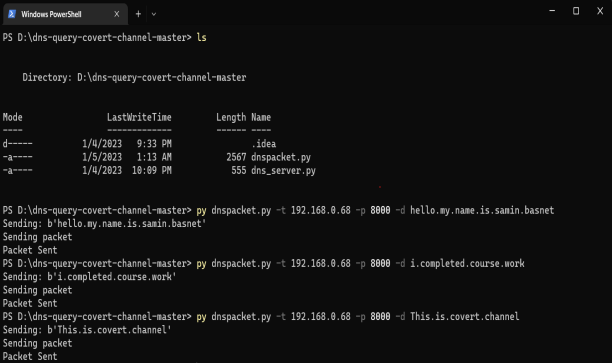 Windows PowerShell
PS D:\dns-query-covert-channel-master> ls
Directory: D:\dns-query-covert-channel-master
Mode LastWriteTime Length Name
---- ------------- ------ ----
d----- 1/4/2023 9:33 PM .idea
-a---- 1/5/2023 1:13 AM 2567 dnspacket.py
-a---- 1/4/2023 10:09 PM 555 dns_server.py
PS D:\dns-query-covert-channel-master> py dnspacket.py -t 192.168.0.68 -p 8000 -d hello.my.name.is.samin.basnet
Sending: b'hello.my.name.is.samin.basnet'
Sending packet
Packet Sent
PS D:\dns-query-covert-channel-master> py dnspacket.py -t 192.168.0.68 -p 8000 -d i.completed.course.work
Sending: b'i.completed.course.work'
Sending packet
Packet Sent
PS D:\dns-query-covert-channel-master> py dnspacket.py -t 192.168.0.68 -p 8000 -d This.is.covert.channel
Sending: b'This.is.covert.channel'
Sending packet
Packet Sent